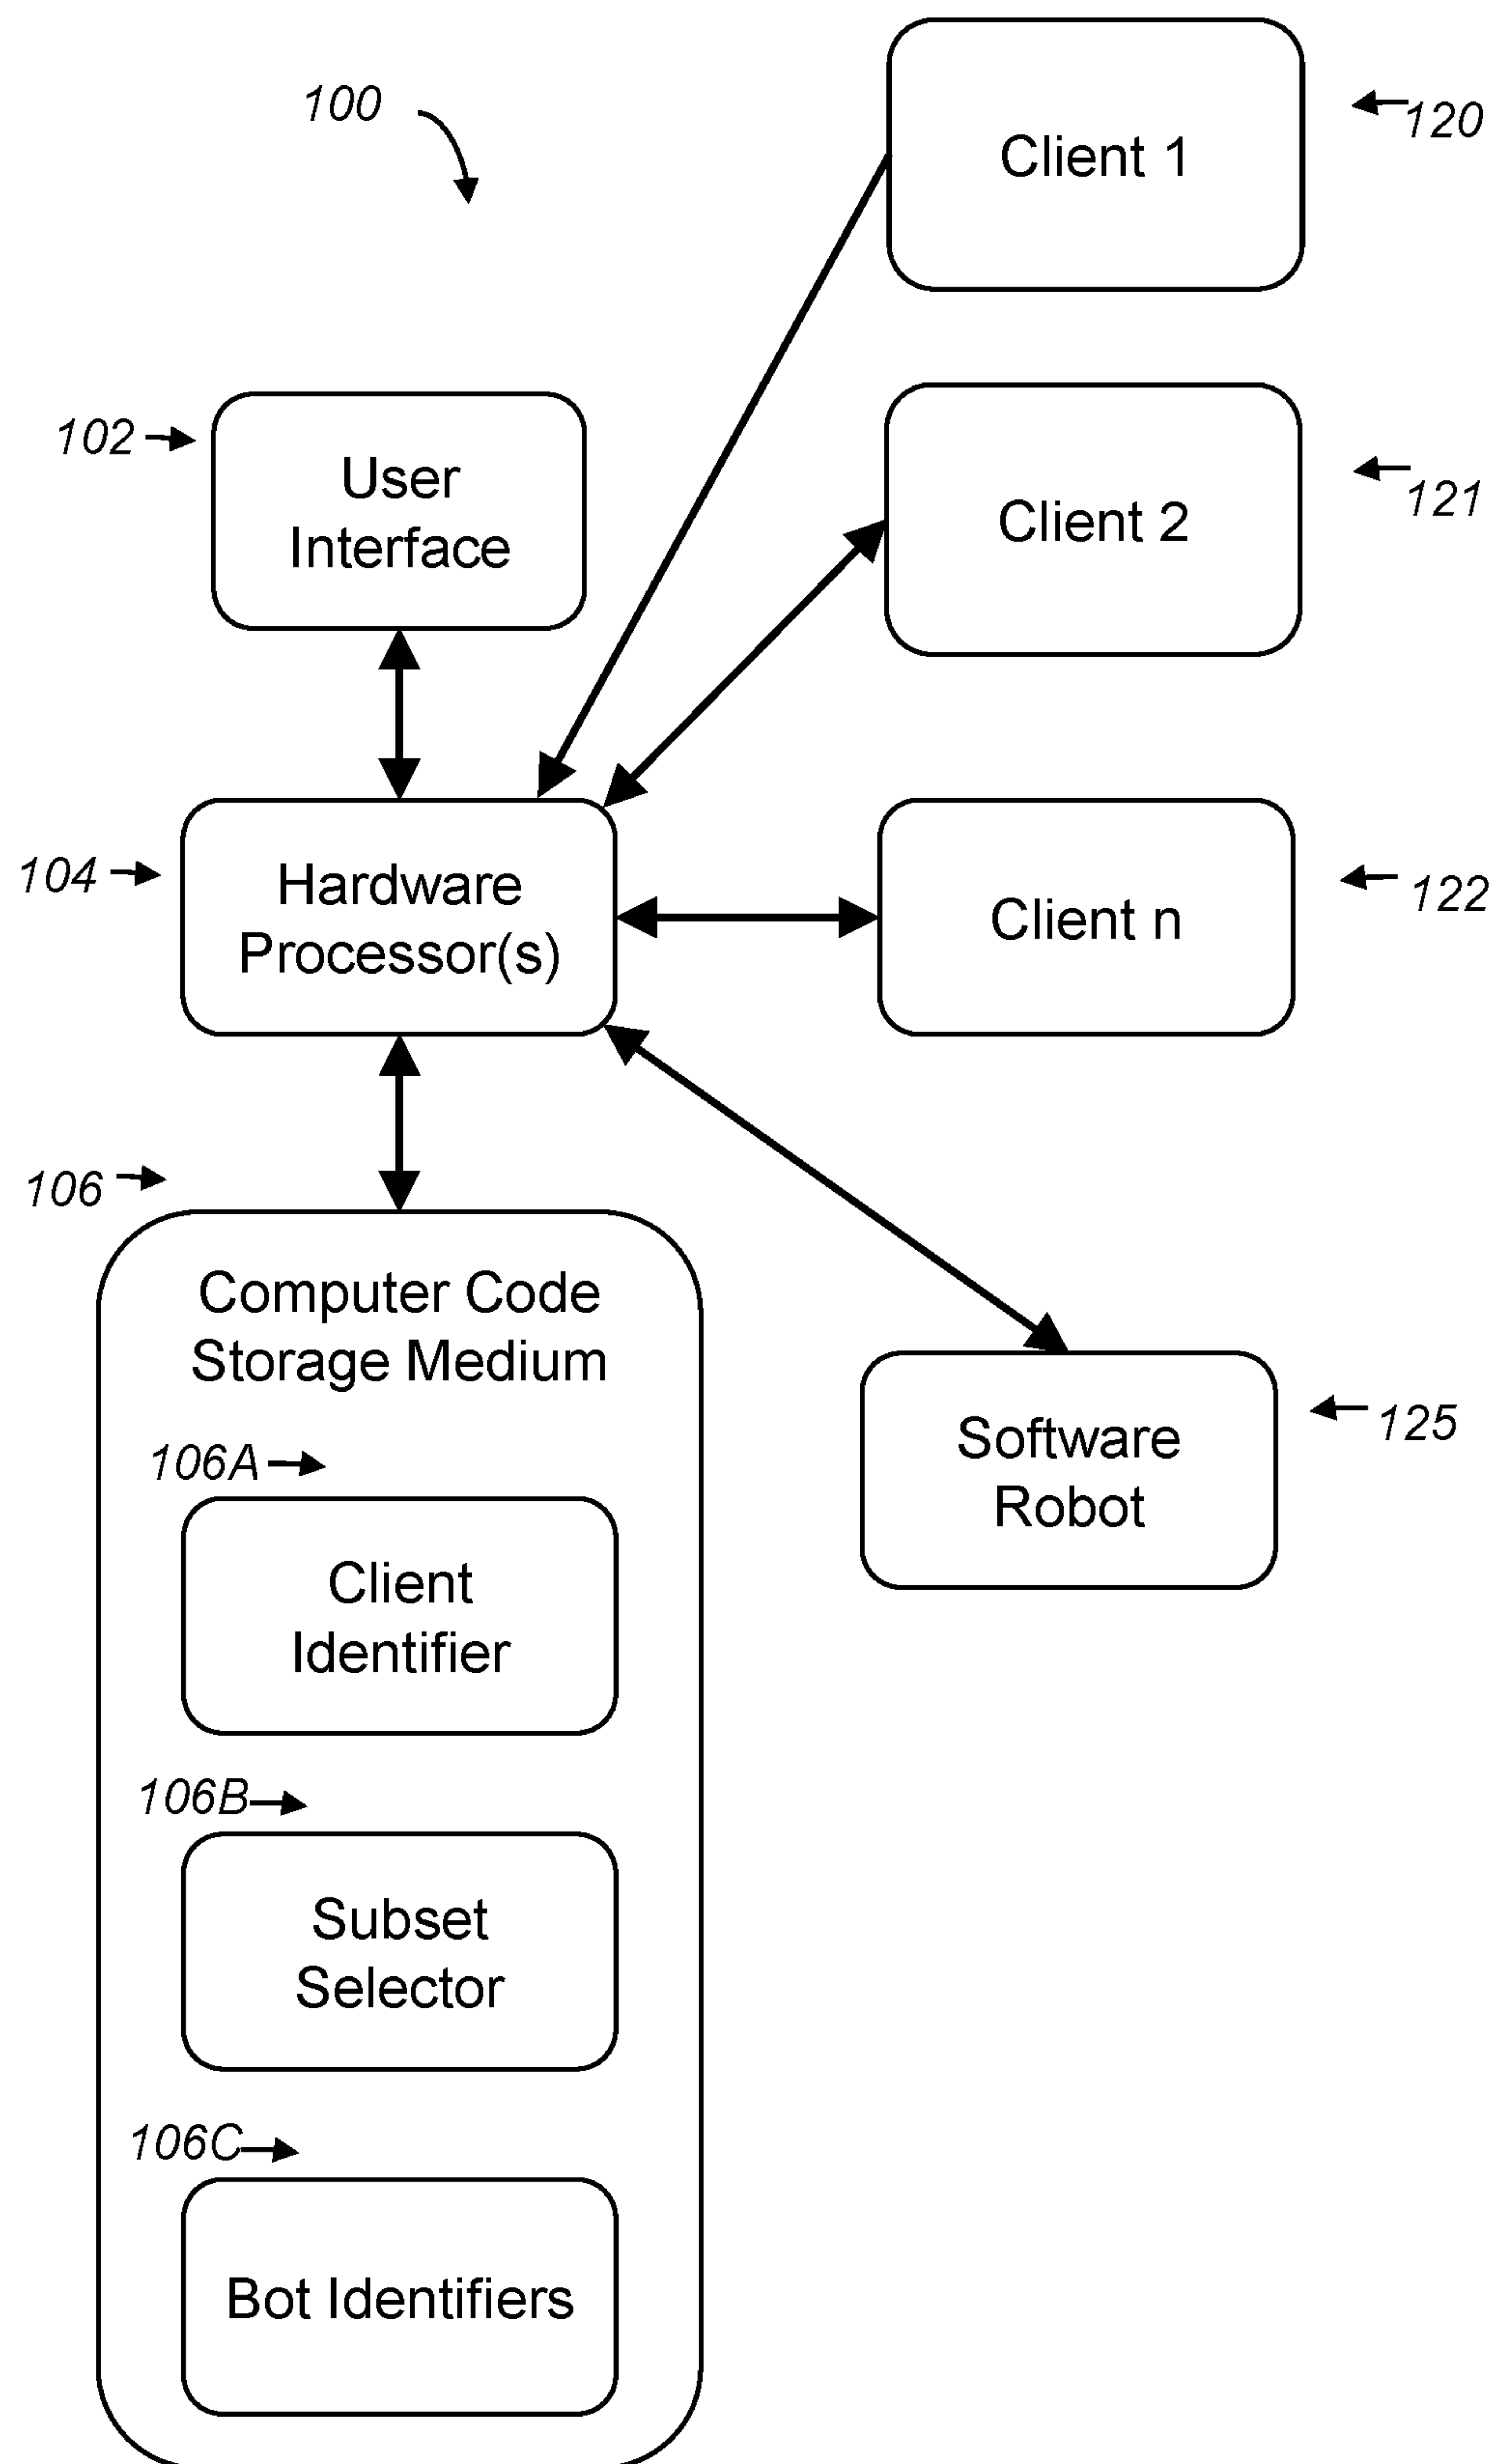 100
Client 1
120
102
User
Interface
Client 2
121
104
Hardware
Processor(s)
Client n
122
106
Computer Code
Storage Medium
Software
Robot
125
106A
Client
Identifier
106B
Subset
Selector
106C
Bot Identifiers